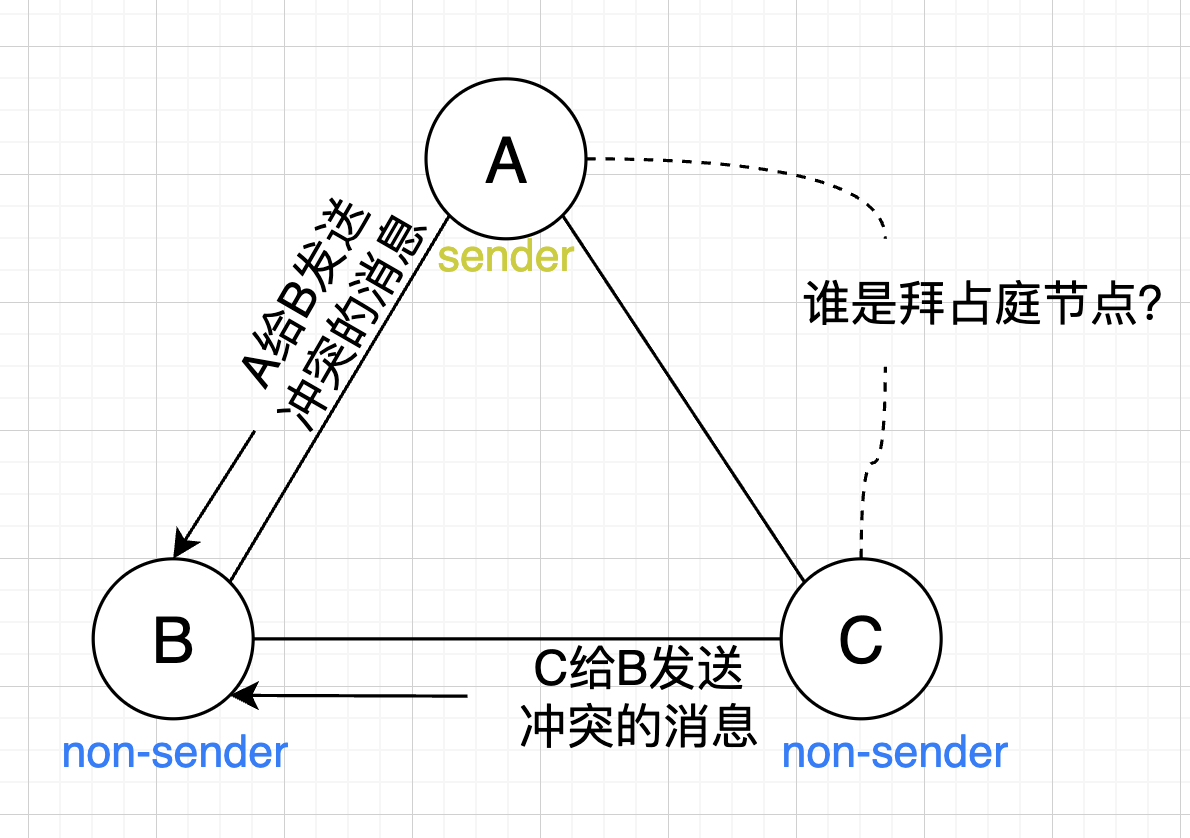 A
sender
A给B发送
冲突的消息
谁是拜占庭节点?
B
C
C给B发送
冲突的消息
non-sender
non-sender